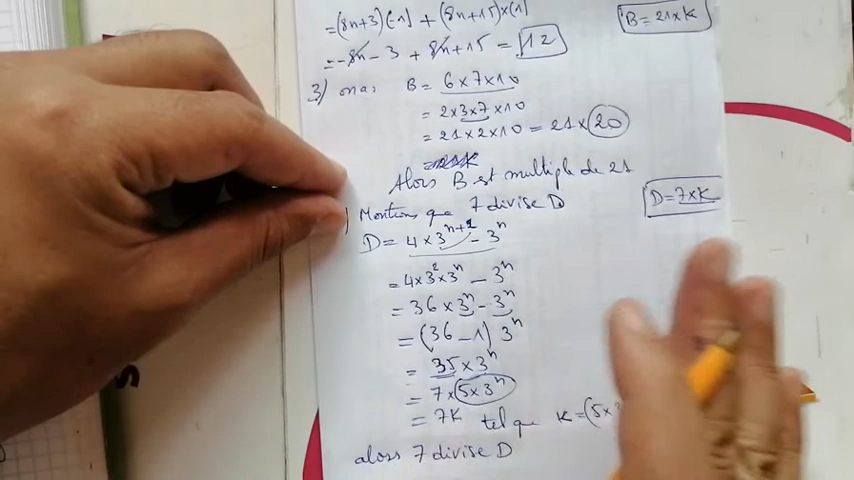 =(8n+3)(-1) + (8n+15)×(1)
B = 21×K
= -8n - 3 + 8n + 15 = 12
3) on a, B = 6×7×10
= 2×3×7×10
= 21×2×10 = 21×20
Alors B est multiple de 21
Montrons que 7 divise D
D = 7×K
D = 4×3^(n+2) - 3^n
= 4×3^2×3^n - 3^n
= 36×3^n - 3^n
= (36 - 1) 3^n
= 35×3^n
= 7×(5×3^n)
= 7K tel que K=(5×3
alors 7 divise D